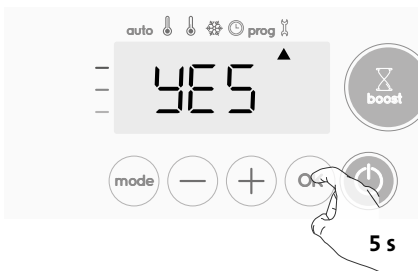 auto prog
YES
boost
mode − + OK
5 s